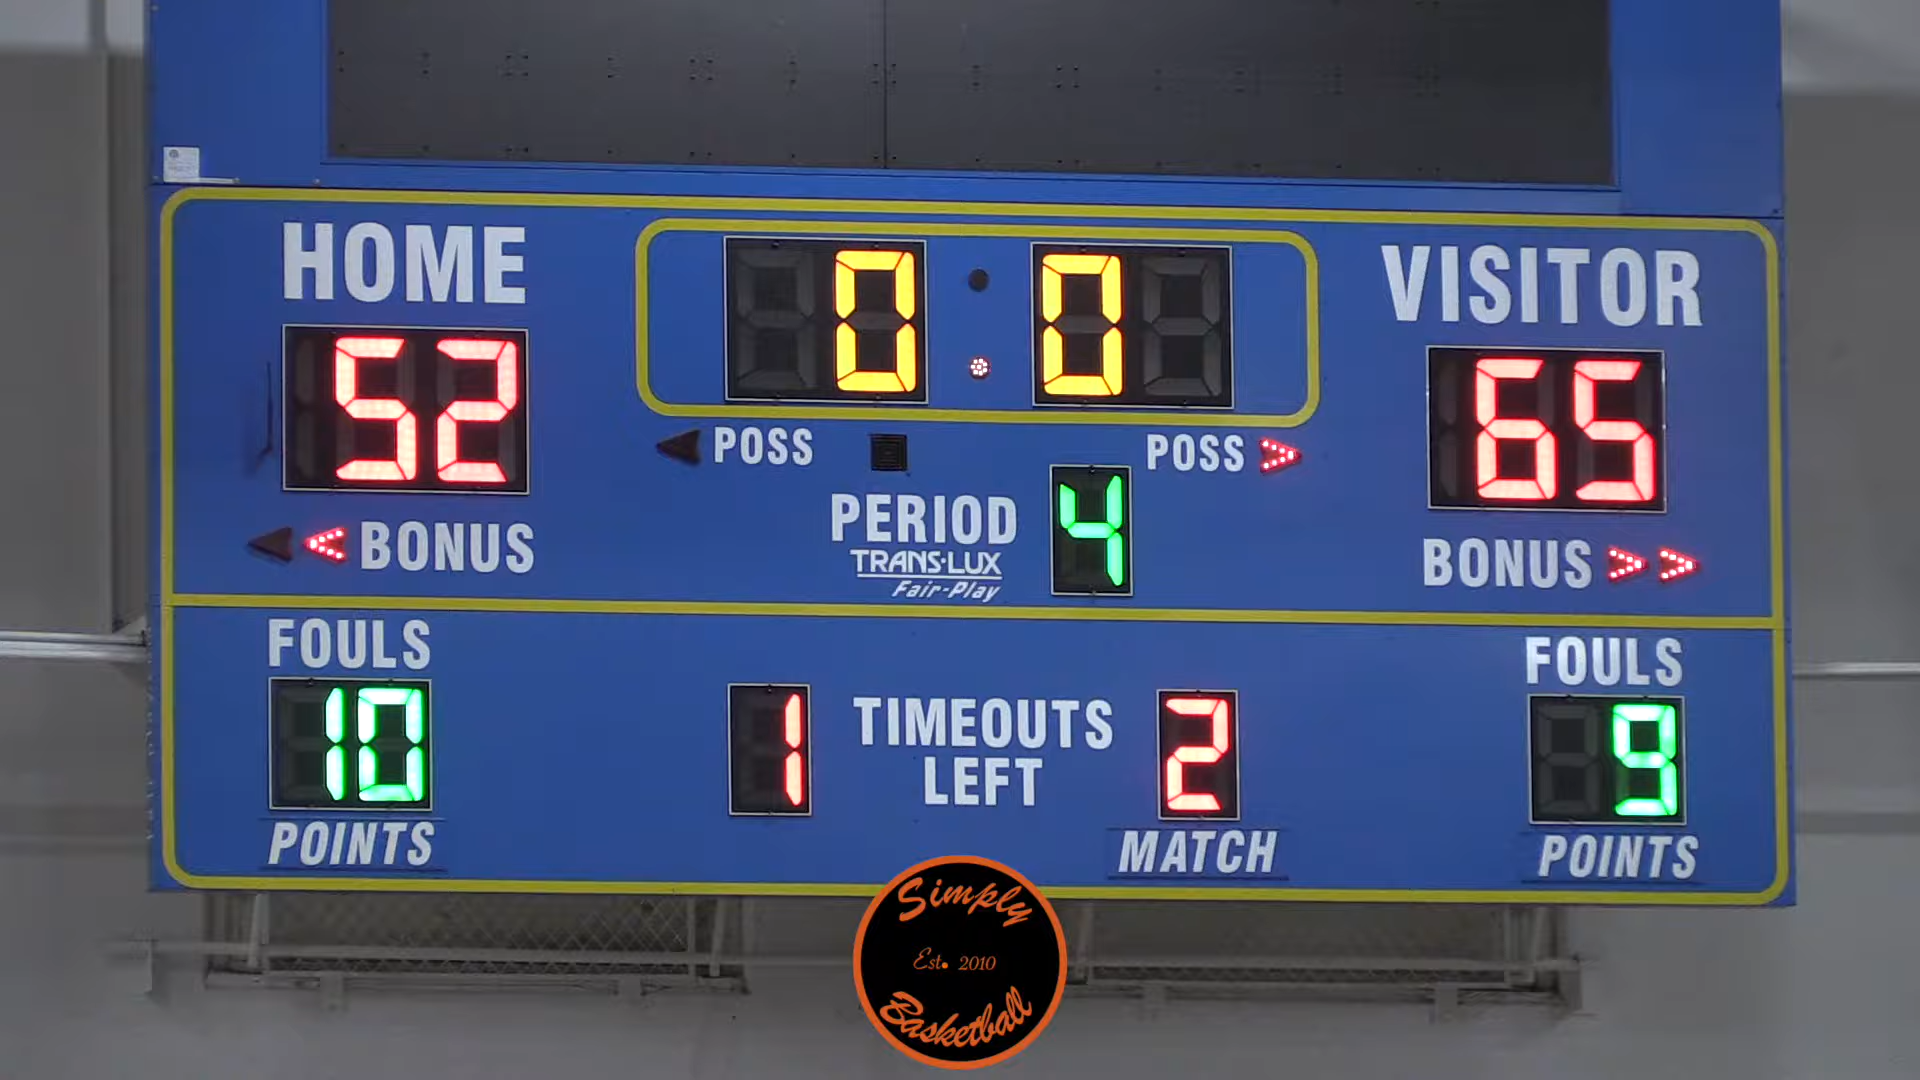 HOME
0.0
VISITOR
52
65
POSS
POSS
PERIOD 4
TRANS·LUX
Fair-Play
BONUS
BONUS
FOULS
FOULS
10
1
TIMEOUTS
LEFT
2
9
POINTS
MATCH
POINTS
Simply
Est. 2010
Basketball